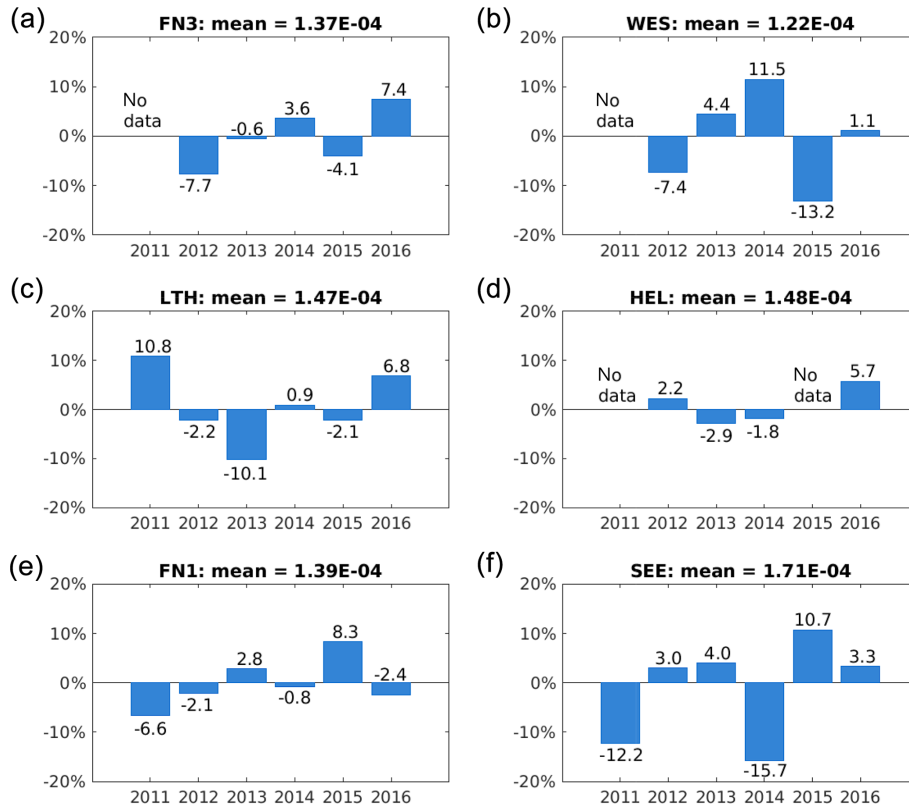 (a)
FN3: mean = 1.37E-04
20%
10%
0%
-10%
-20%
No
data
-7.7
-0.6
3.6
-4.1
7.4
2011 2012 2013 2014 2015 2016
(b)
WES: mean = 1.22E-04
20%
10%
0%
-10%
-20%
No
data
-7.4
4.4
11.5
-13.2
1.1
2011 2012 2013 2014 2015 2016
(c)
LTH: mean = 1.47E-04
20%
10%
0%
-10%
-20%
10.8
-2.2
-10.1
0.9
-2.1
6.8
2011 2012 2013 2014 2015 2016
(d)
HEL: mean = 1.48E-04
20%
10%
0%
-10%
-20%
No
data
2.2
-2.9
-1.8
No
data
5.7
2011 2012 2013 2014 2015 2016
(e)
FN1: mean = 1.39E-04
20%
10%
0%
-10%
-20%
-6.6
-2.1
2.8
-0.8
8.3
-2.4
2011 2012 2013 2014 2015 2016
(f)
SEE: mean = 1.71E-04
20%
10%
0%
-10%
-20%
-12.2
3.0
4.0
-15.7
10.7
3.3
2011 2012 2013 2014 2015 2016